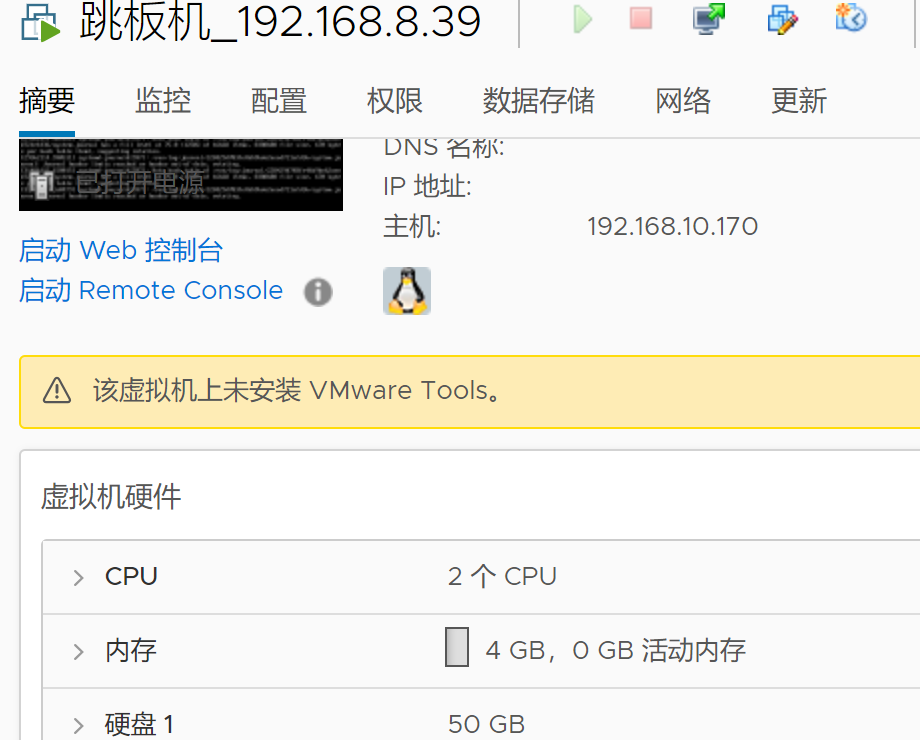 跳板机_192.168.8.39
摘要 监控 配置 权限 数据存储 网络 更新
DNS 名称:
已打开电源
IP 地址:
主机: 192.168.10.170
启动 Web 控制台
启动 Remote Console
该虚拟机上未安装 VMware Tools。
虚拟机硬件
CPU 2 个 CPU
内存 4 GB，0 GB 活动内存
硬盘 1 50 GB